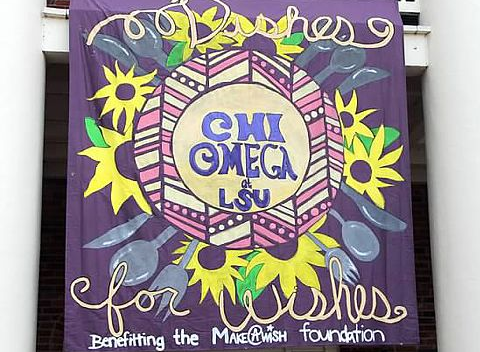 Dishes
CHI
OMEGA
at
LSU
for Wishes
Benefitting the MAKE A WISH foundation